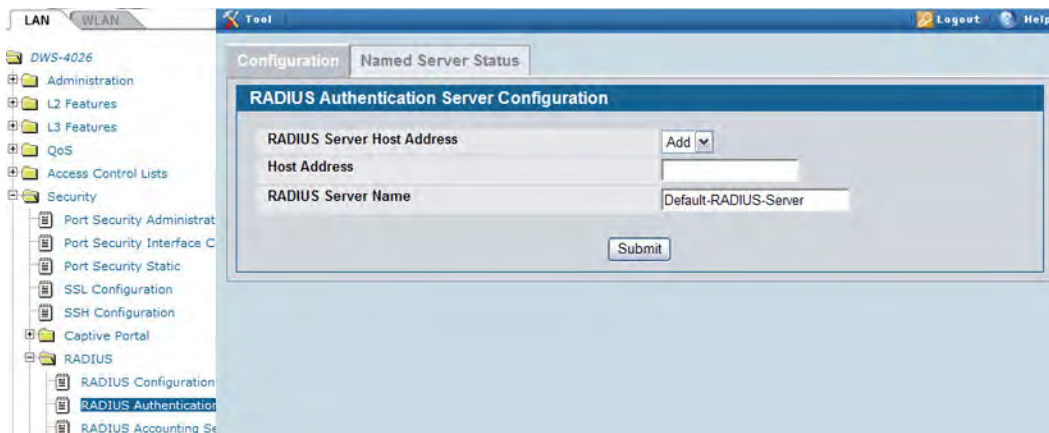 LAN WLAN Tool Logout Help
DWS-4026
Administration
L2 Features
L3 Features
QoS
Access Control Lists
Security
Port Security Administrat
Port Security Interface C
Port Security Static
SSL Configuration
SSH Configuration
Captive Portal
RADIUS
RADIUS Configuration
RADIUS Authentication
RADIUS Accounting Se
Configuration Named Server Status
RADIUS Authentication Server Configuration
RADIUS Server Host Address Add
Host Address
RADIUS Server Name Default-RADIUS-Server
Submit